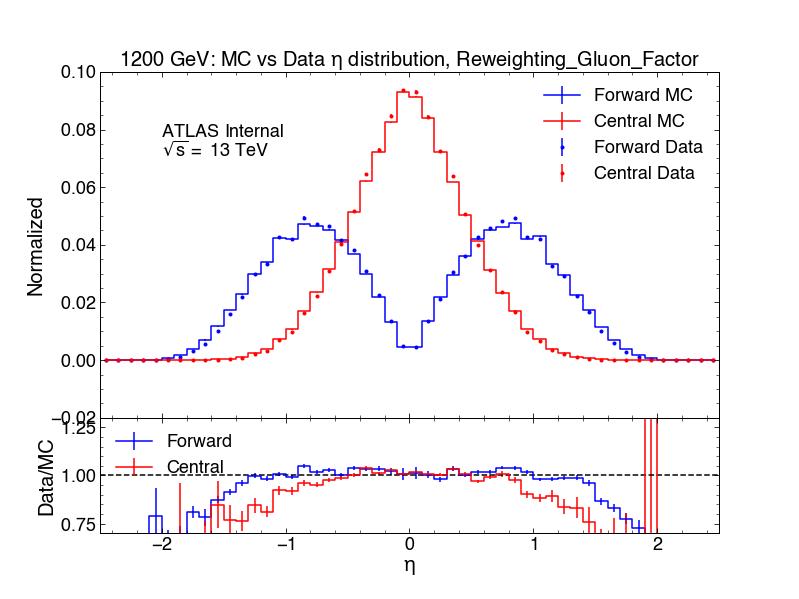 1200 GeV: MC vs Data η distribution, Reweighting_Gluon_Factor
0.10
0.08
0.06
0.04
0.02
0.00
−0.02
Normalized
ATLAS Internal
√s = 13 TeV
Forward MC
Central MC
Forward Data
Central Data
1.25
1.00
0.75
Data/MC
Forward
Central
−2 −1 0 1 2
η